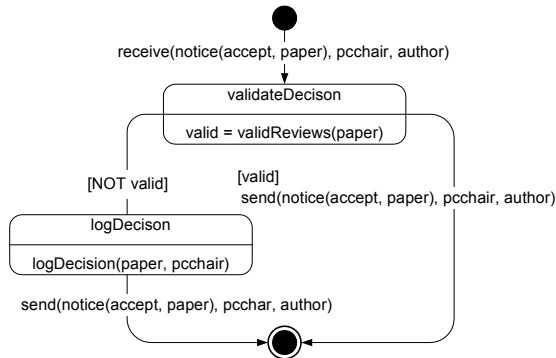 receive(notice(accept, paper), pcchair, author)
validateDecison
valid = validReviews(paper)
[NOT valid]
[valid]
send(notice(accept, paper), pcchair, author)
logDecison
logDecision(paper, pcchair)
send(notice(accept, paper), pcchar, author)